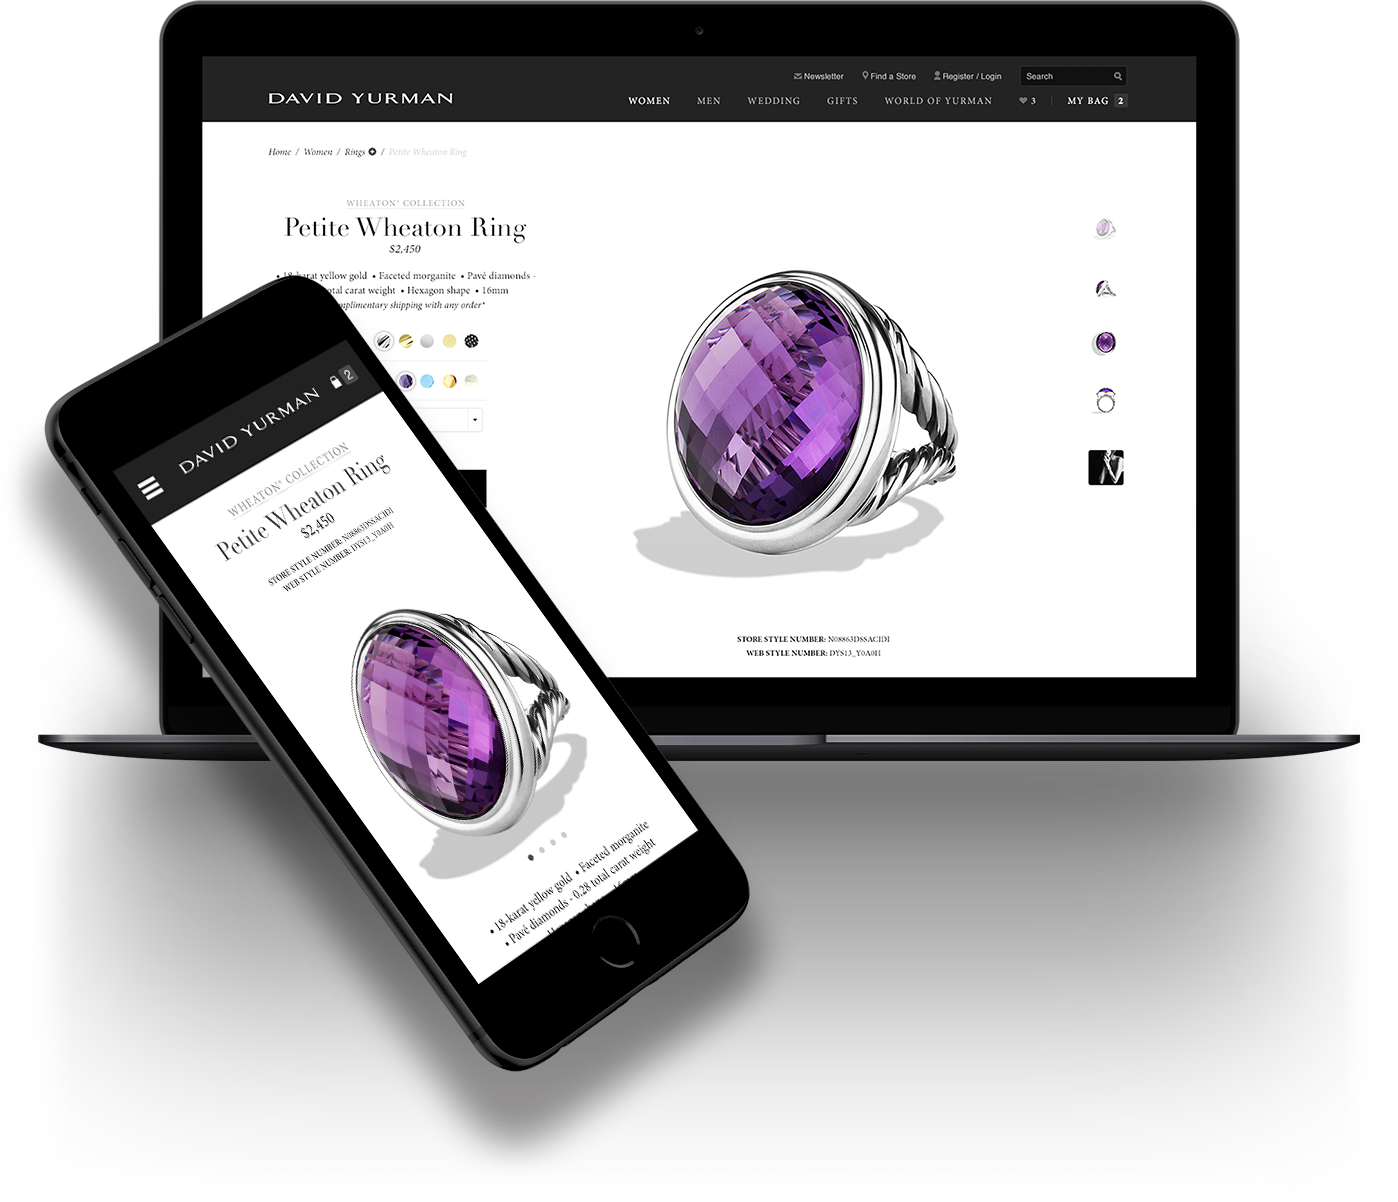 Newsletter Find a Store Register / Login Search
DAVID YURMAN WOMEN MEN WEDDING GIFTS WORLD OF YURMAN 3 MY BAG 2
Home / Women / Rings / Petite Wheaton Ring
WHEATON® COLLECTION
Petite Wheaton Ring
$2,450
• 18-karat yellow gold • Faceted morganite • Pavé diamonds -
carat weight • Hexagon shape • 16mm
shipping with any order*
STORE STYLE NUMBER: N08863DSSACIDI
WEB STYLE NUMBER: DYS13_Y0A0H
DAVID YURMAN 2
WHEATON® COLLECTION
Petite Wheaton Ring
$2,450
STORE STYLE NUMBER: N08863DSSACIDI
WEB STYLE NUMBER: DYS13_Y0A0H
• 18-karat yellow gold • Faceted morganite
• Pavé diamonds - 0.28 total carat weight